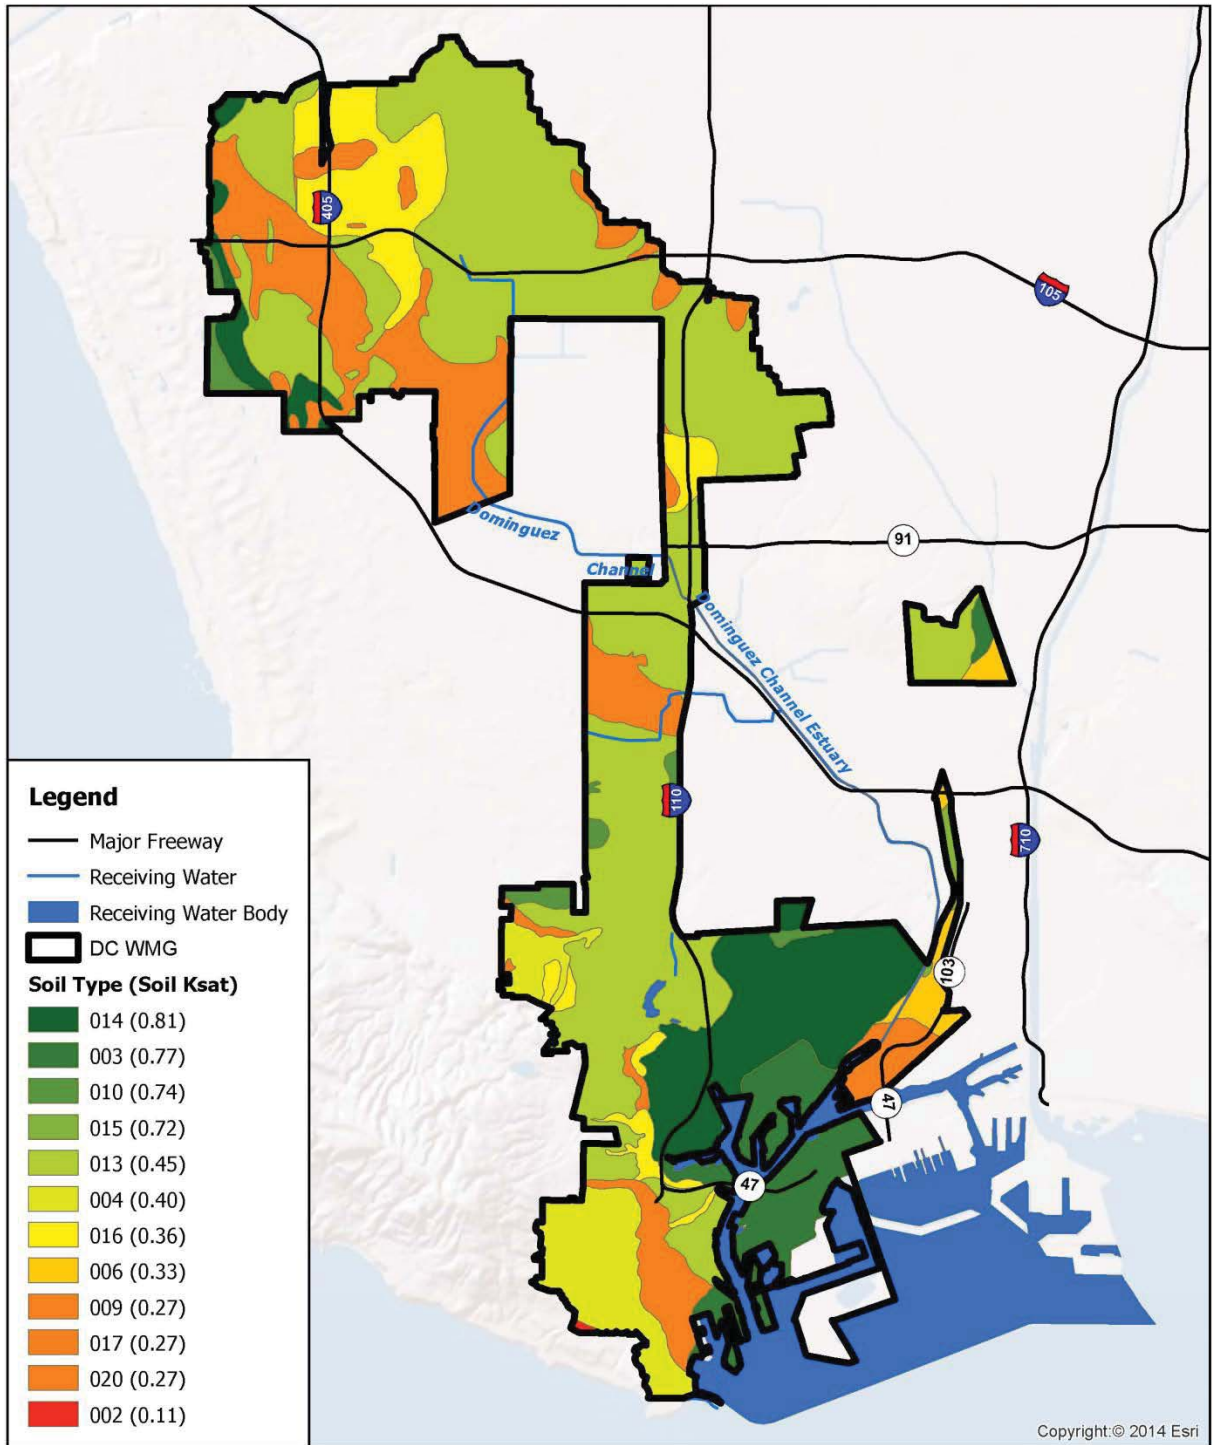 405
105
Dominguez
Channel
91
Dominguez Channel Estuary
110
710
103
47
47
Legend
Major Freeway
Receiving Water
Receiving Water Body
DC WMG
Soil Type (Soil Ksat)
014 (0.81)
003 (0.77)
010 (0.74)
015 (0.72)
013 (0.45)
004 (0.40)
016 (0.36)
006 (0.33)
009 (0.27)
017 (0.27)
020 (0.27)
002 (0.11)
Copyright:© 2014 Esri